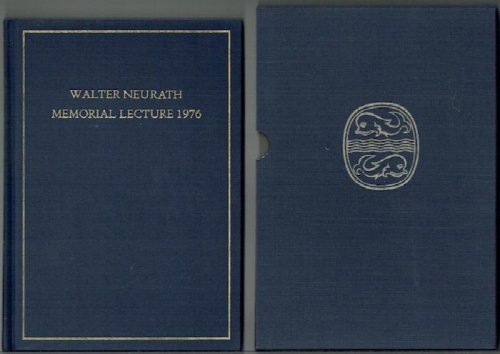 WALTER NEURATH
MEMORIAL LECTURE 1976